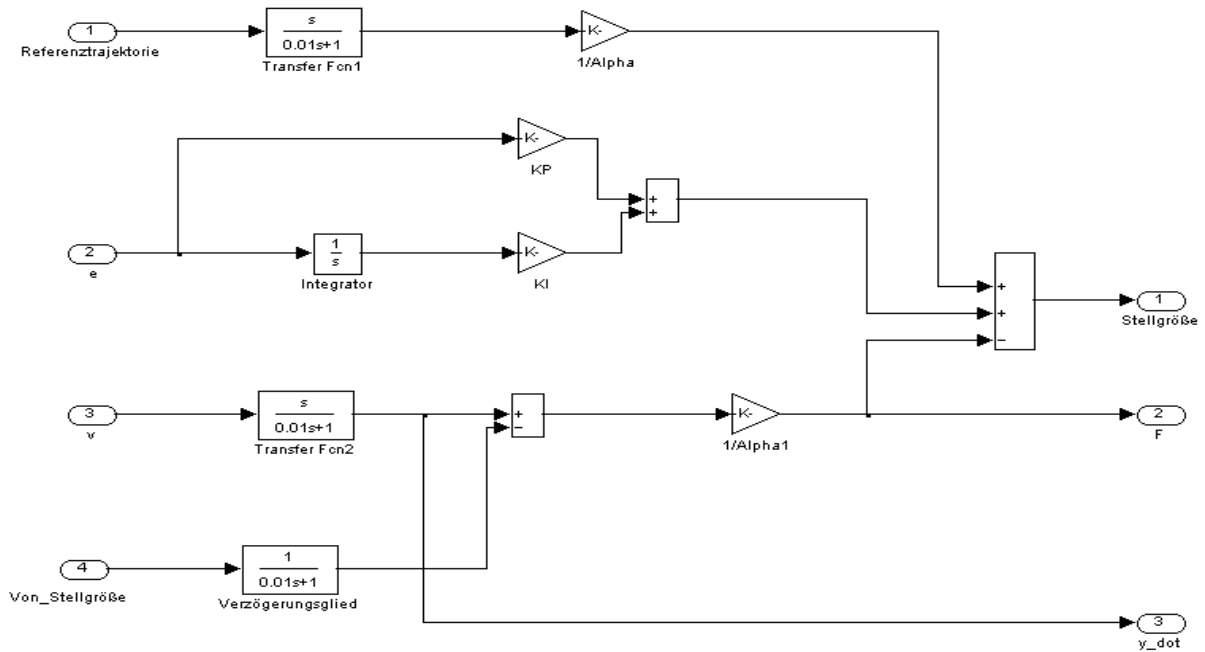 1
Referenztrajektorie
s
0.01s+1
Transfer Fcn1
K-
1/Alpha
K-
KP
+
+
2
e
1
s
Integrator
K-
KI
+
+
−
1
Stellgröße
3
v
s
0.01s+1
Transfer Fcn2
+
−
K-
1/Alpha1
2
F
4
Von_Stellgröße
1
0.01s+1
Verzögerungsglied
3
y_dot